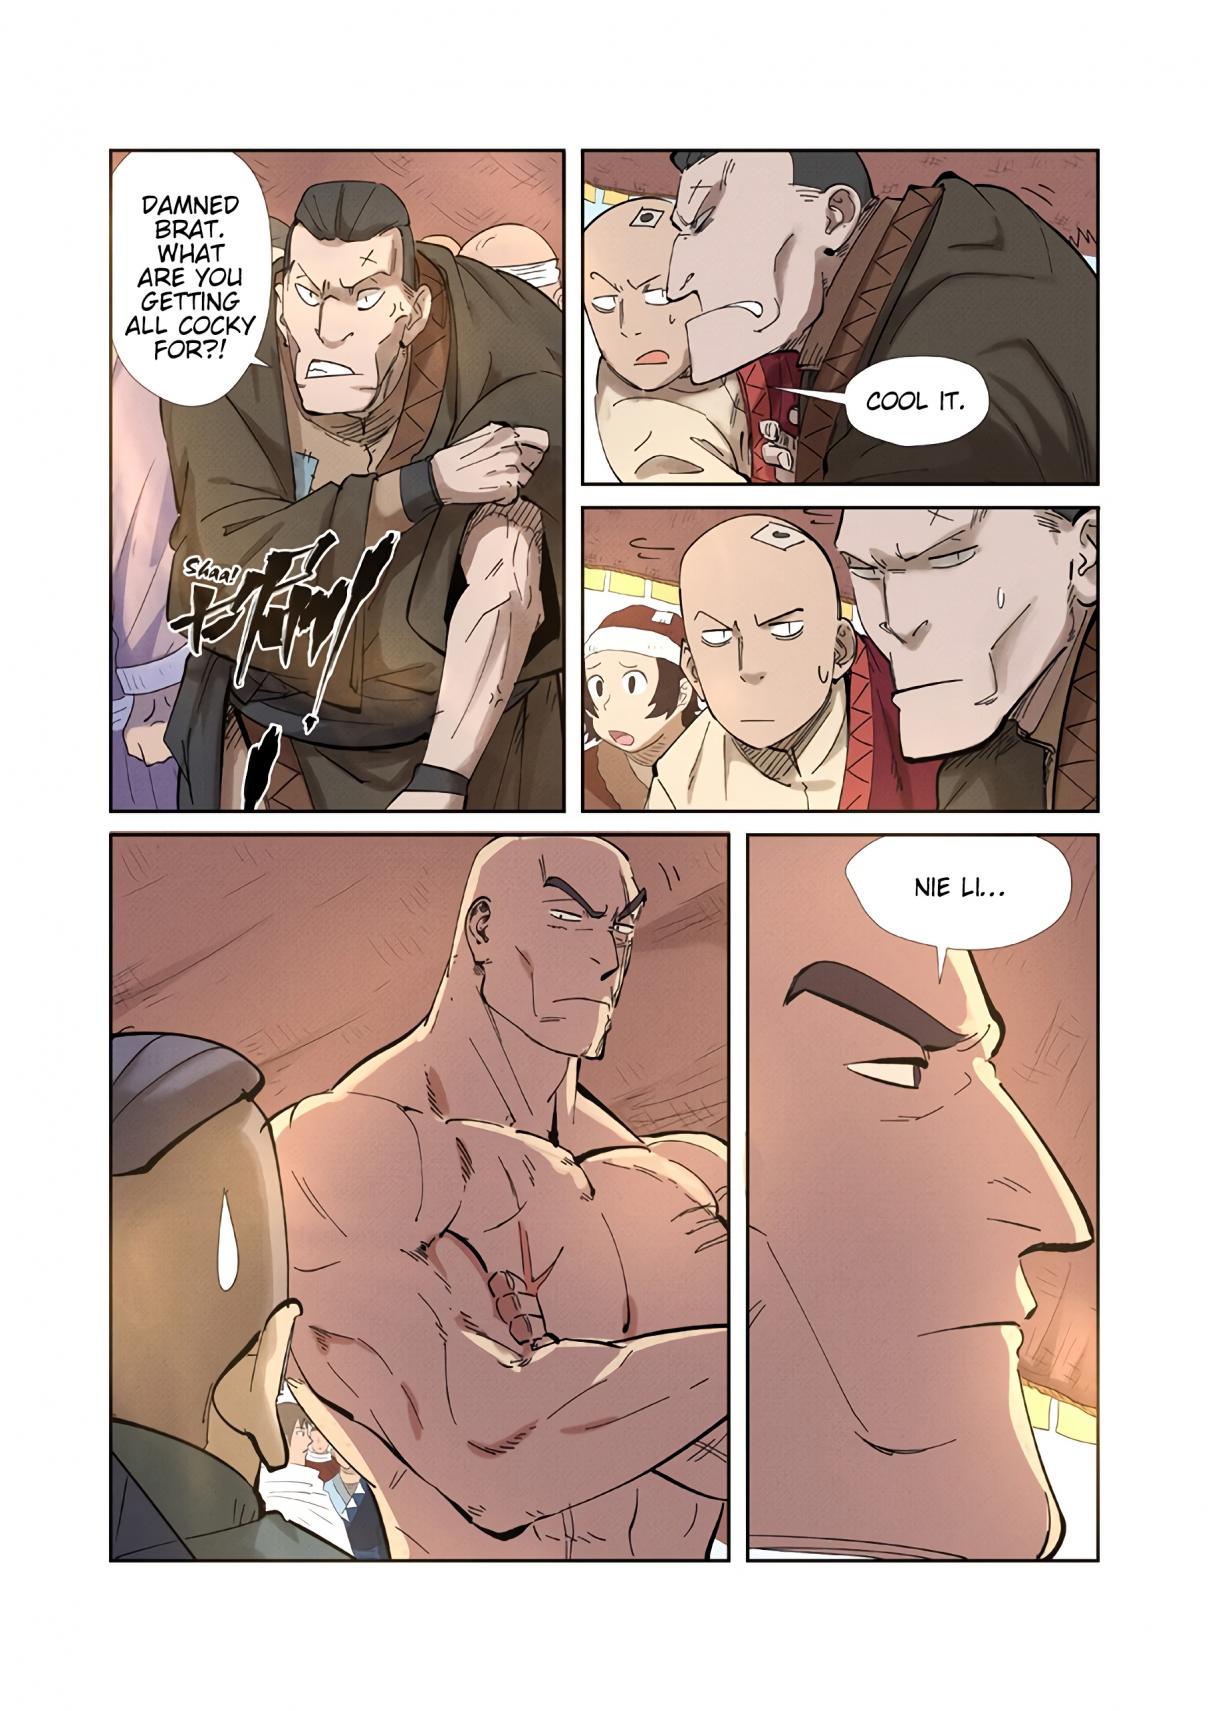 DAMNED
BRAT.
WHAT
ARE YOU
GETTING
ALL COCKY
FOR?!
Shaa!
COOL IT.
NIE LI...